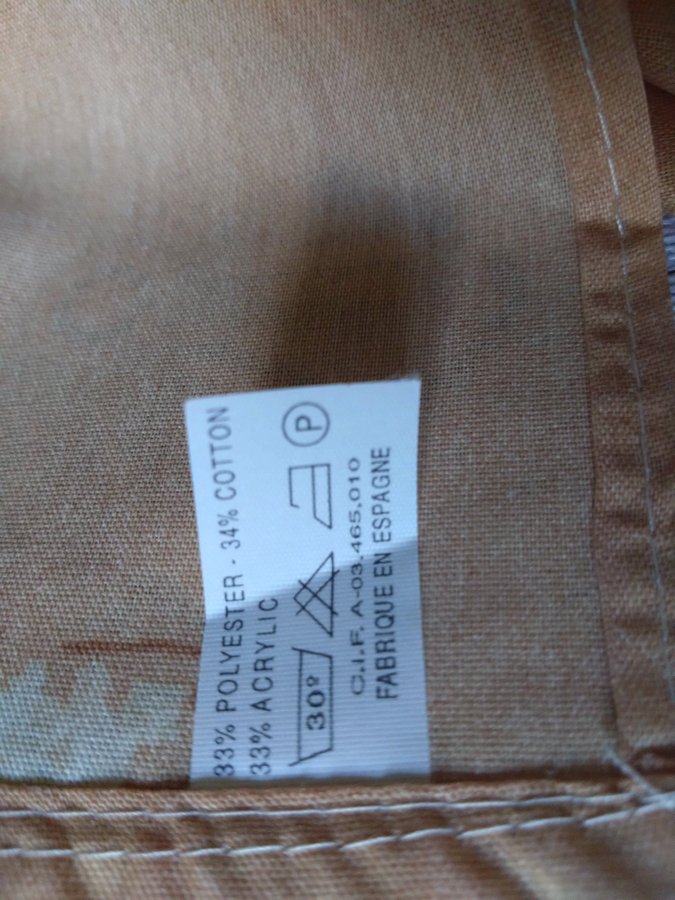 33% POLYESTER - 34% COTTON
33% ACRYLIC
30º P
C.I.F. A-03.465.010
FABRIQUE EN ESPAGNE